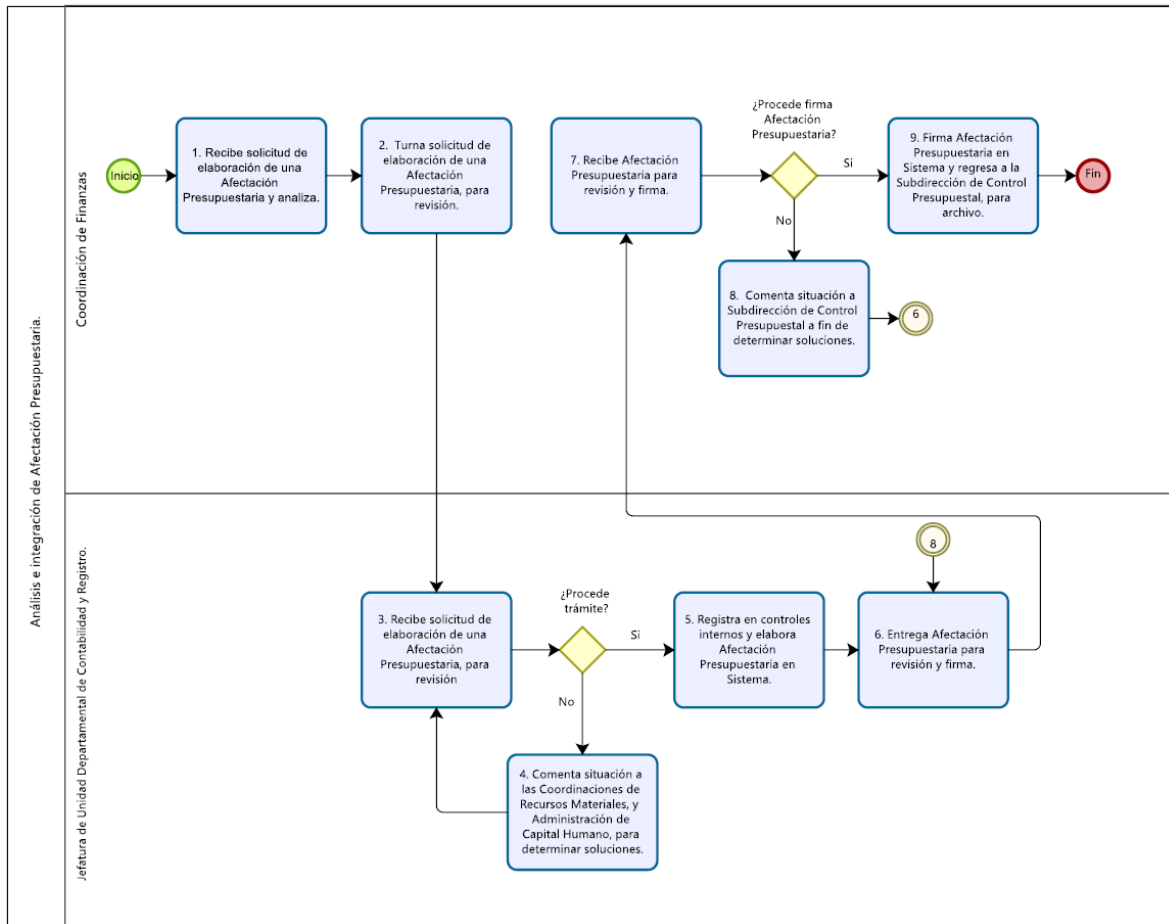 Análisis e integración de Afectación Presupuestaria.
Coordinación de Finanzas
Inicio
1. Recibe solicitud de
elaboración de una
Afectación
Presupuestaria y analiza.
2. Turna solicitud de
elaboración de una
Afectación
Presupuestaria, para
revisión.
7. Recibe Afectación
Presupuestaria para
revisión y firma.
¿Procede firma
Afectación
Presupuestaria?
Si
No
9. Firma Afectación
Presupuestaria en
Sistema y regresa a la
Subdirección de Control
Presupuestal, para
archivo.
Fin
8. Comenta situación a
Subdirección de Control
Presupuestal a fin de
determinar soluciones.
6
Jefatura de Unidad Departamental de Contabilidad y Registro.
3. Recibe solicitud de
elaboración de una
Afectación
Presupuestaria, para
revisión
¿Procede
trámite?
Si
No
4. Comenta situación a
las Coordinaciones de
Recursos Materiales, y
Administración de
Capital Humano, para
determinar soluciones.
5. Registra en controles
internos y elabora
Afectación
Presupuestaria en
Sistema.
8
6. Entrega Afectación
Presupuestaria para
revisión y firma.